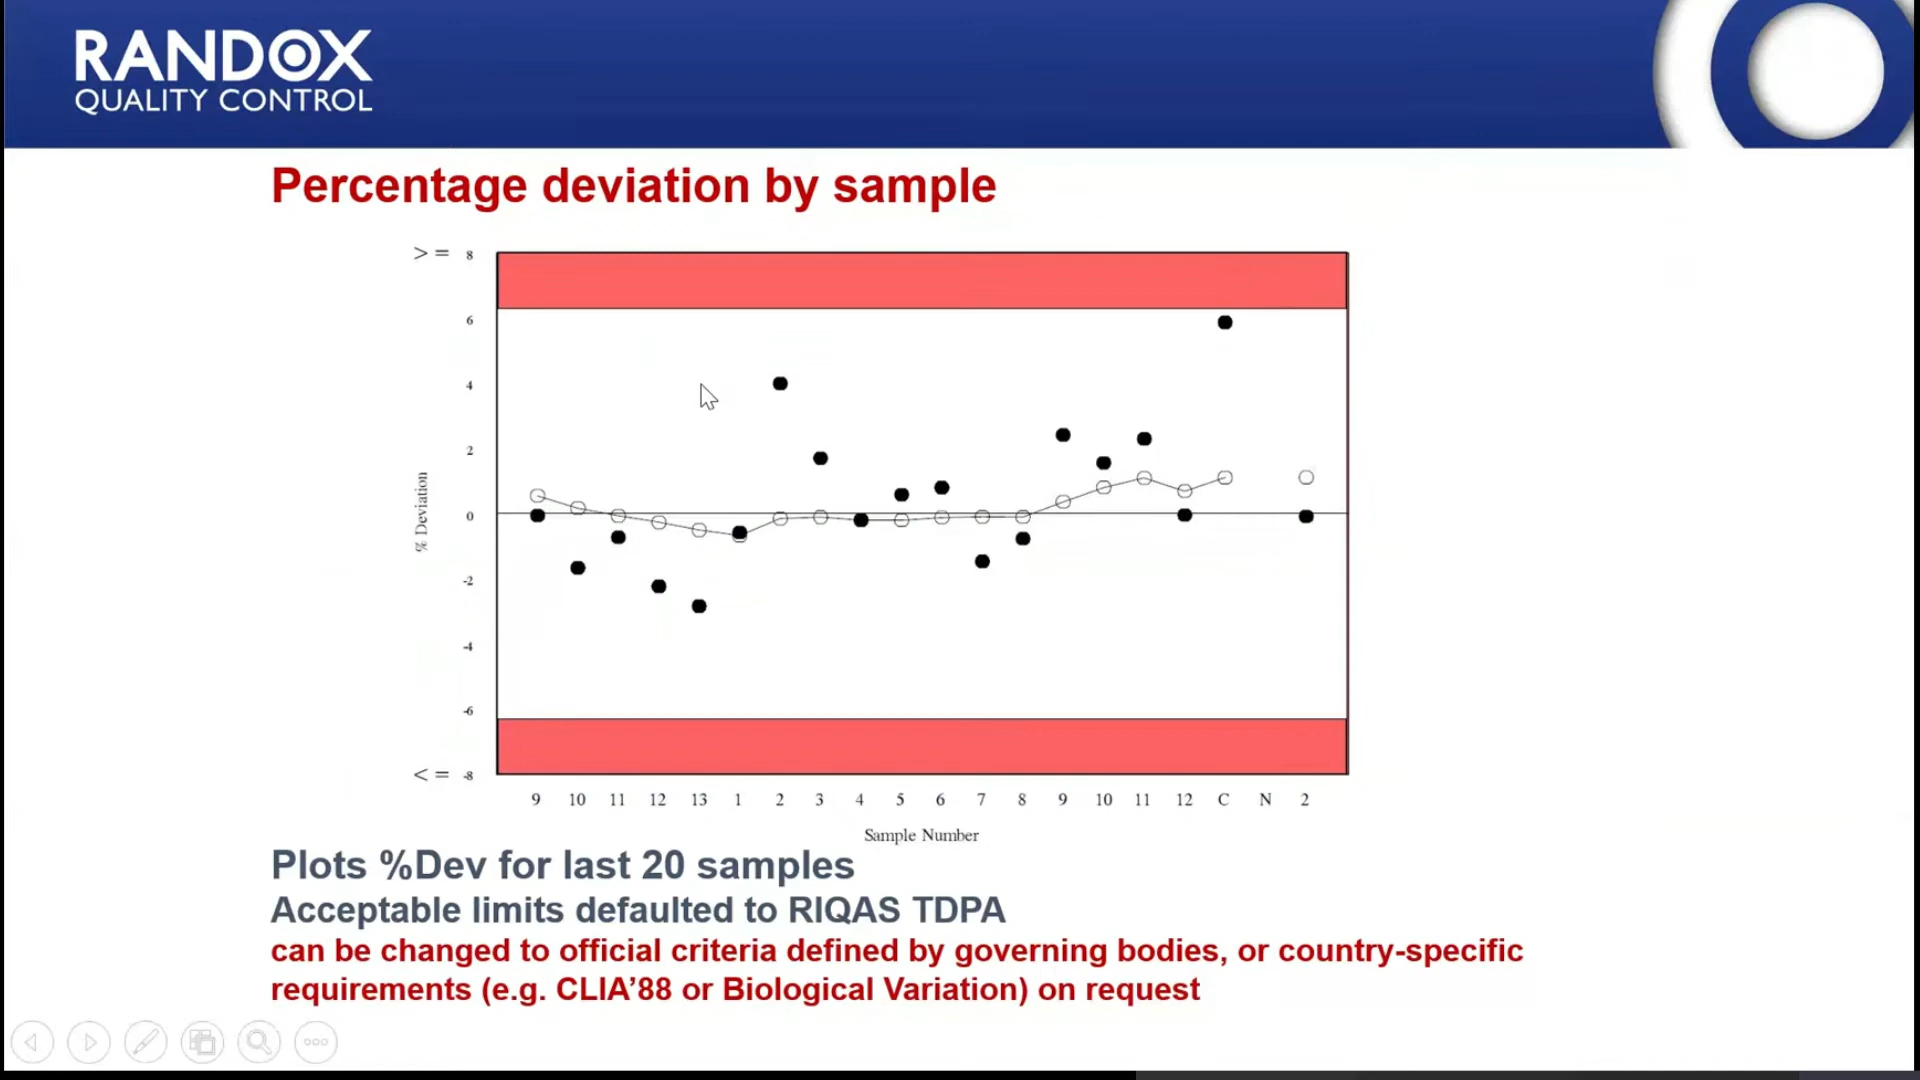 RANDOX
QUALITY CONTROL
Percentage deviation by sample
> = 8
6
4
2
0
-2
-4
-6
< = -8
% Deviation
9 10 11 12 13 1 2 3 4 5 6 7 8 9 10 11 12 C N 2
Sample Number
Plots %Dev for last 20 samples
Acceptable limits defaulted to RIQAS TDPA
can be changed to official criteria defined by governing bodies, or country-specific
requirements (e.g. CLIA’88 or Biological Variation) on request